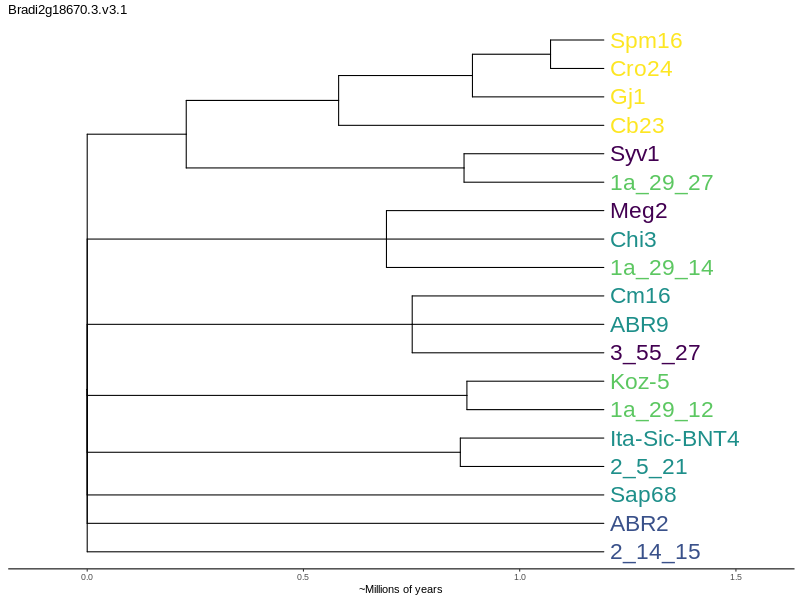 Bradi2g18670.3.v3.1
Spm16
Cro24
Gj1
Cb23
Syv1
1a_29_27
Meg2
Chi3
1a_29_14
Cm16
ABR9
3_55_27
Koz-5
1a_29_12
Ita-Sic-BNT4
2_5_21
Sap68
ABR2
2_14_15
0.0 0.5 1.0 1.5
~Millions of years